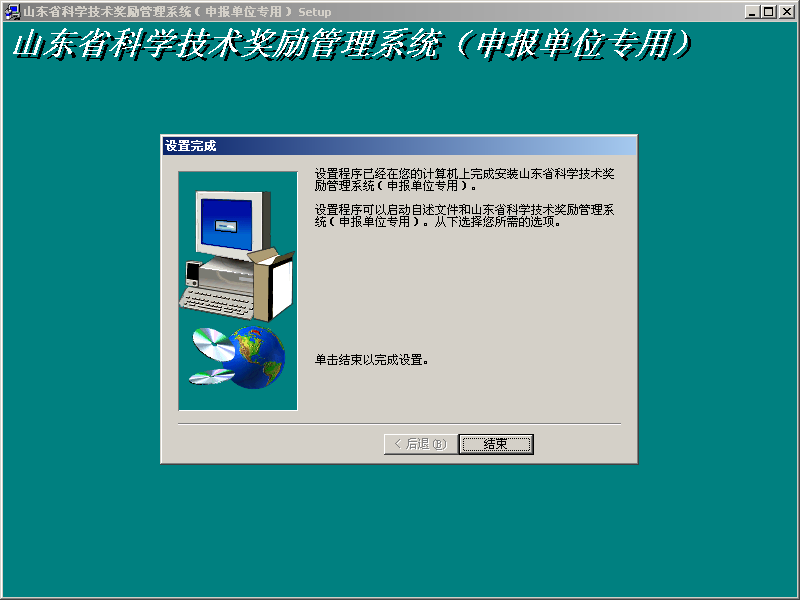 山东省科学技术奖励管理系统（申报单位专用）Setup
山东省科学技术奖励管理系统（申报单位专用）
设置完成
设置程序已经在您的计算机上完成安装山东省科学技术奖
励管理系统（申报单位专用）。
设置程序可以启动自述文件和山东省科学技术奖励管理系
统（申报单位专用）。从下选择您所需的选项。
单击结束以完成设置。
< 后退(B)
结束